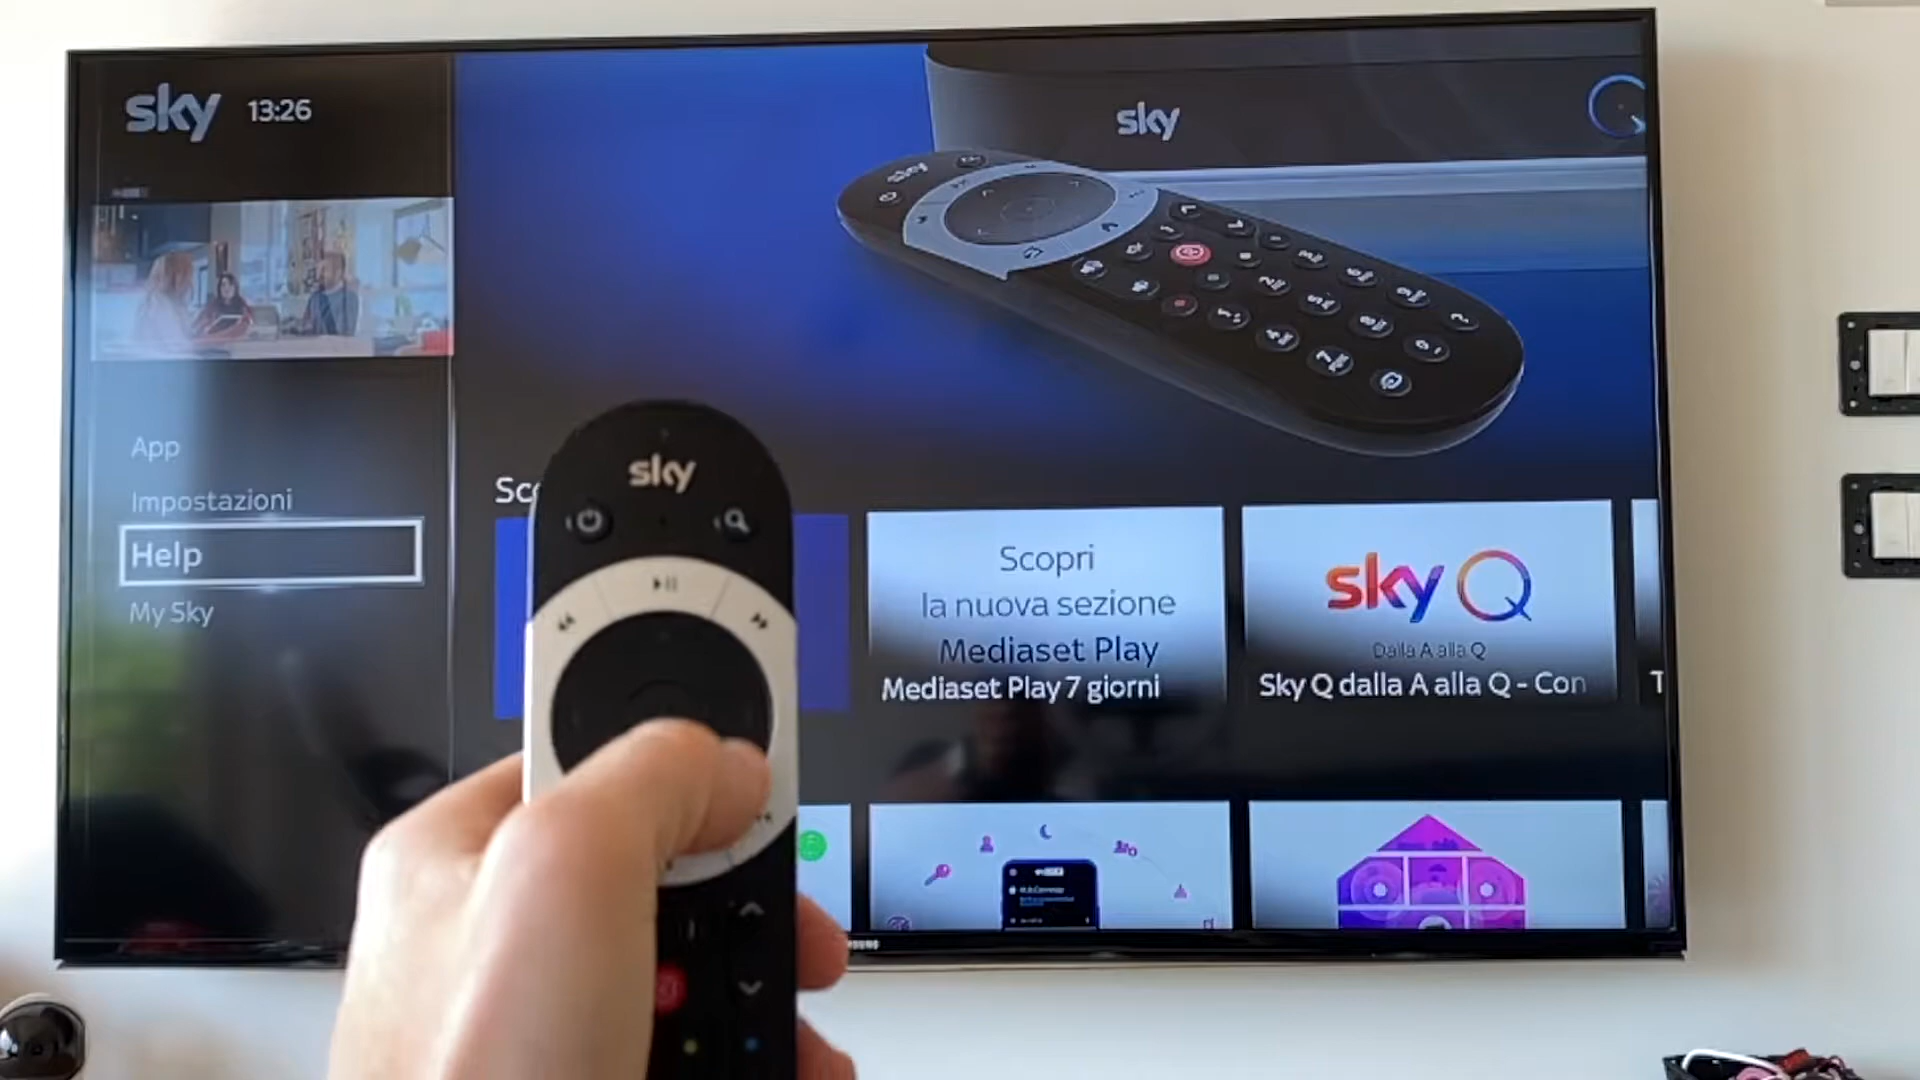 sky 13:26
sky
App
Impostazioni
Help
My Sky
Sc
sky
Scopri
la nuova sezione
Mediaset Play
Mediaset Play 7 giorni
sky Q
Dalla A alla Q
Sky Q dalla A alla Q - Con
T